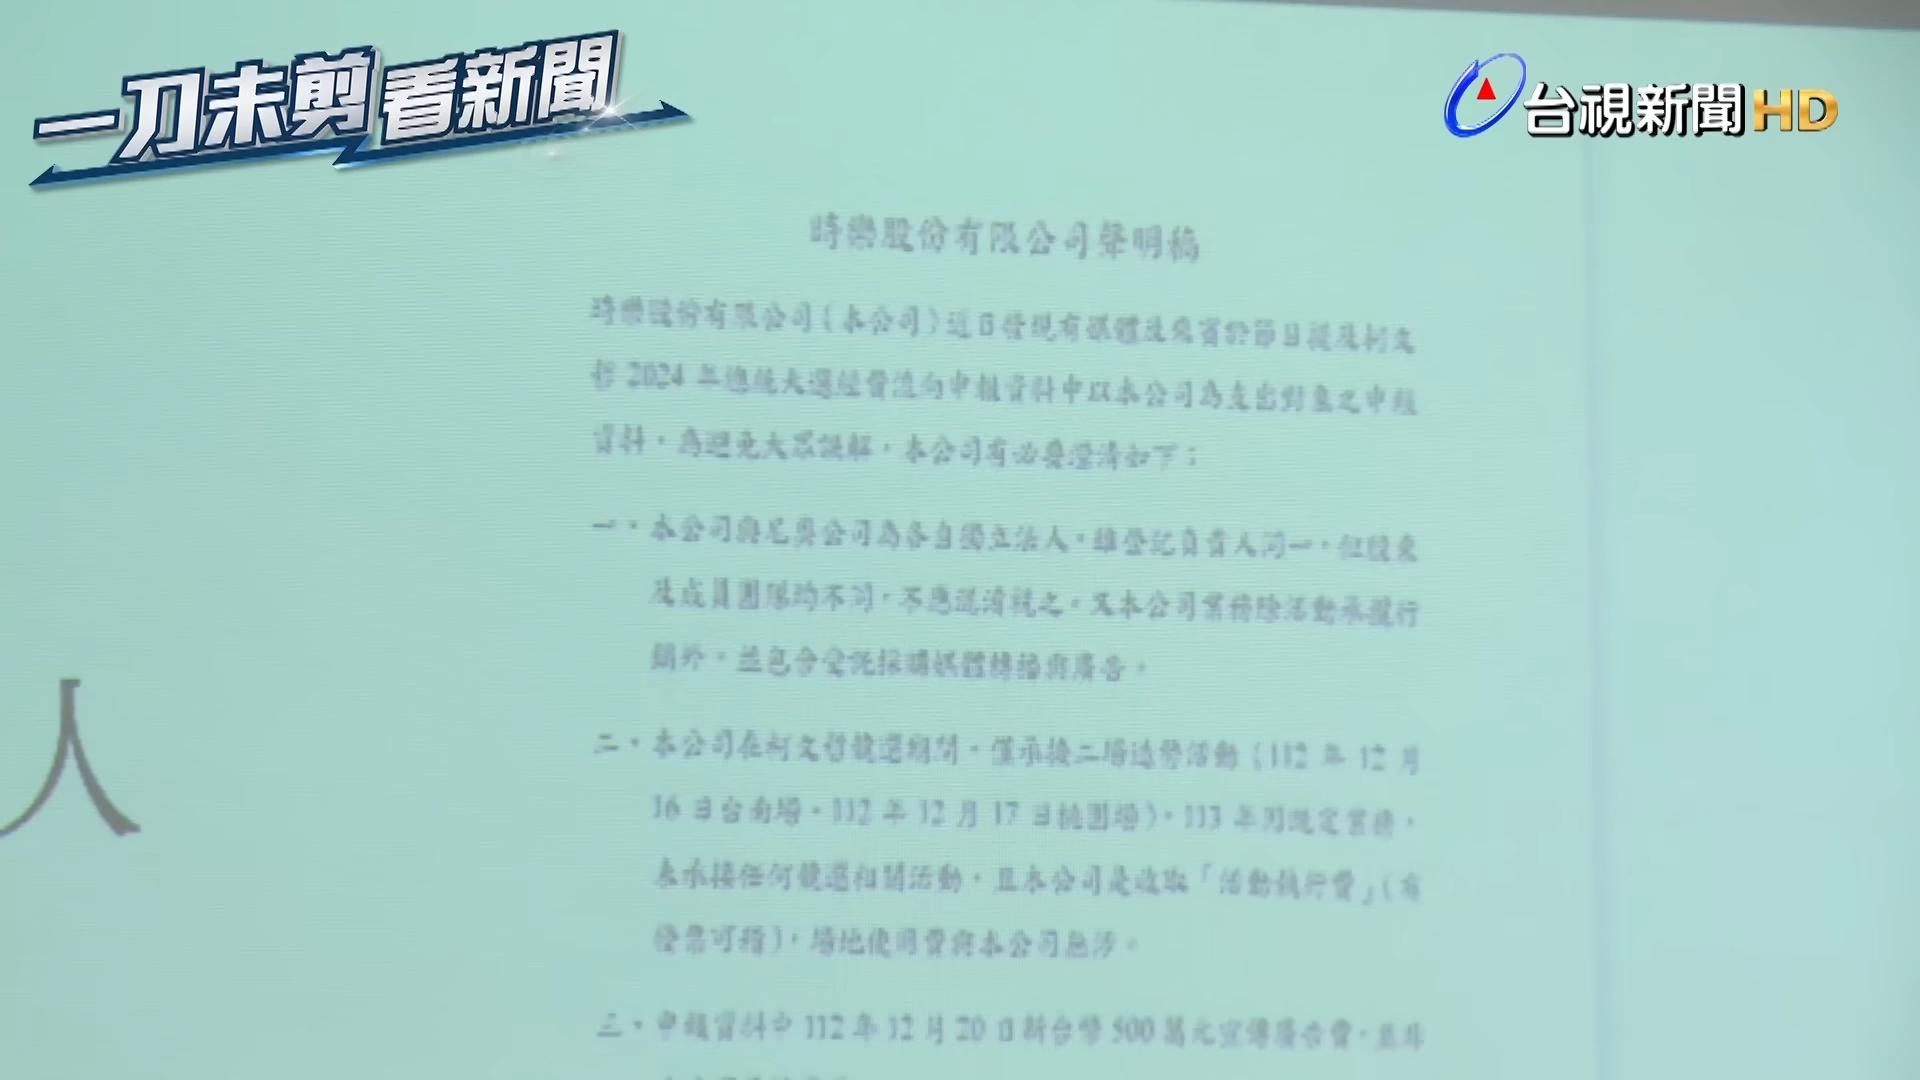 一刀未剪看新聞
台視新聞HD
時樂股份有限公司聲明稿
時樂股份有限公司(本公司)近日發現有媒體及來賓於節目提及柯文
哲 2024 年總統大選經費流向申報資料中以本公司為支出對象之申報
資料,為避免大眾誤解,本公司有必要澄清如下:
一、本公司與尼奧公司為各自獨立法人,雖登記負責人同一,但股東
及成員團隊均不同,不應混淆視之。又本公司業務除活動承攬行
銷外,並包含受託採購媒體轉播與廣告。
二、本公司在柯文哲競選期間,僅承接二場造勢活動(112 年 12 月
16 日台南場、112 年 12 月 17 日桃園場),113 年因既定業務,
未承接任何競選相關活動,且本公司是收取「活動執行費」(有
發票可稽),場地使用費與本公司無涉。
三、申報資料中 112 年 12 月 20 日新台幣 500 萬元宣傳廣告費,並非
人